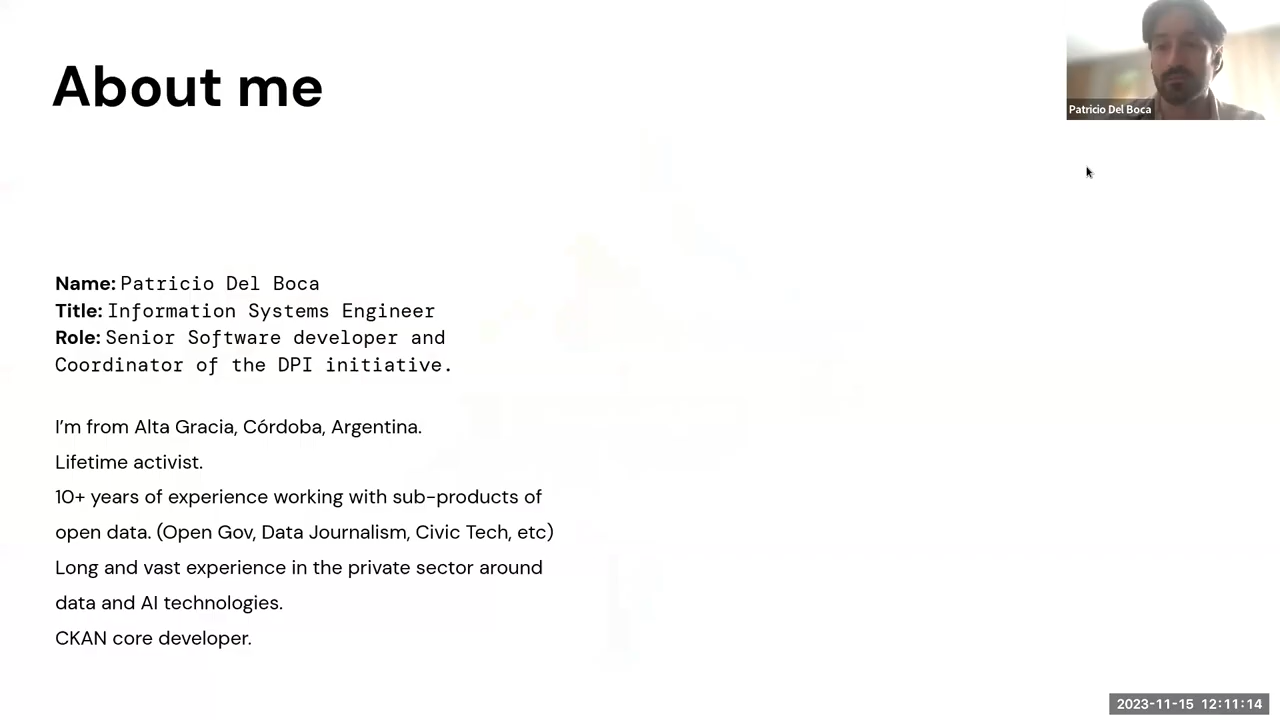 About me
Patricio Del Boca
Name: Patricio Del Boca
Title: Information Systems Engineer
Role: Senior Software developer and
Coordinator of the DPI initiative.
I’m from Alta Gracia, Córdoba, Argentina.
Lifetime activist.
10+ years of experience working with sub-products of
open data. (Open Gov, Data Journalism, Civic Tech, etc)
Long and vast experience in the private sector around
data and AI technologies.
CKAN core developer.
2023-11-15 12:11:14